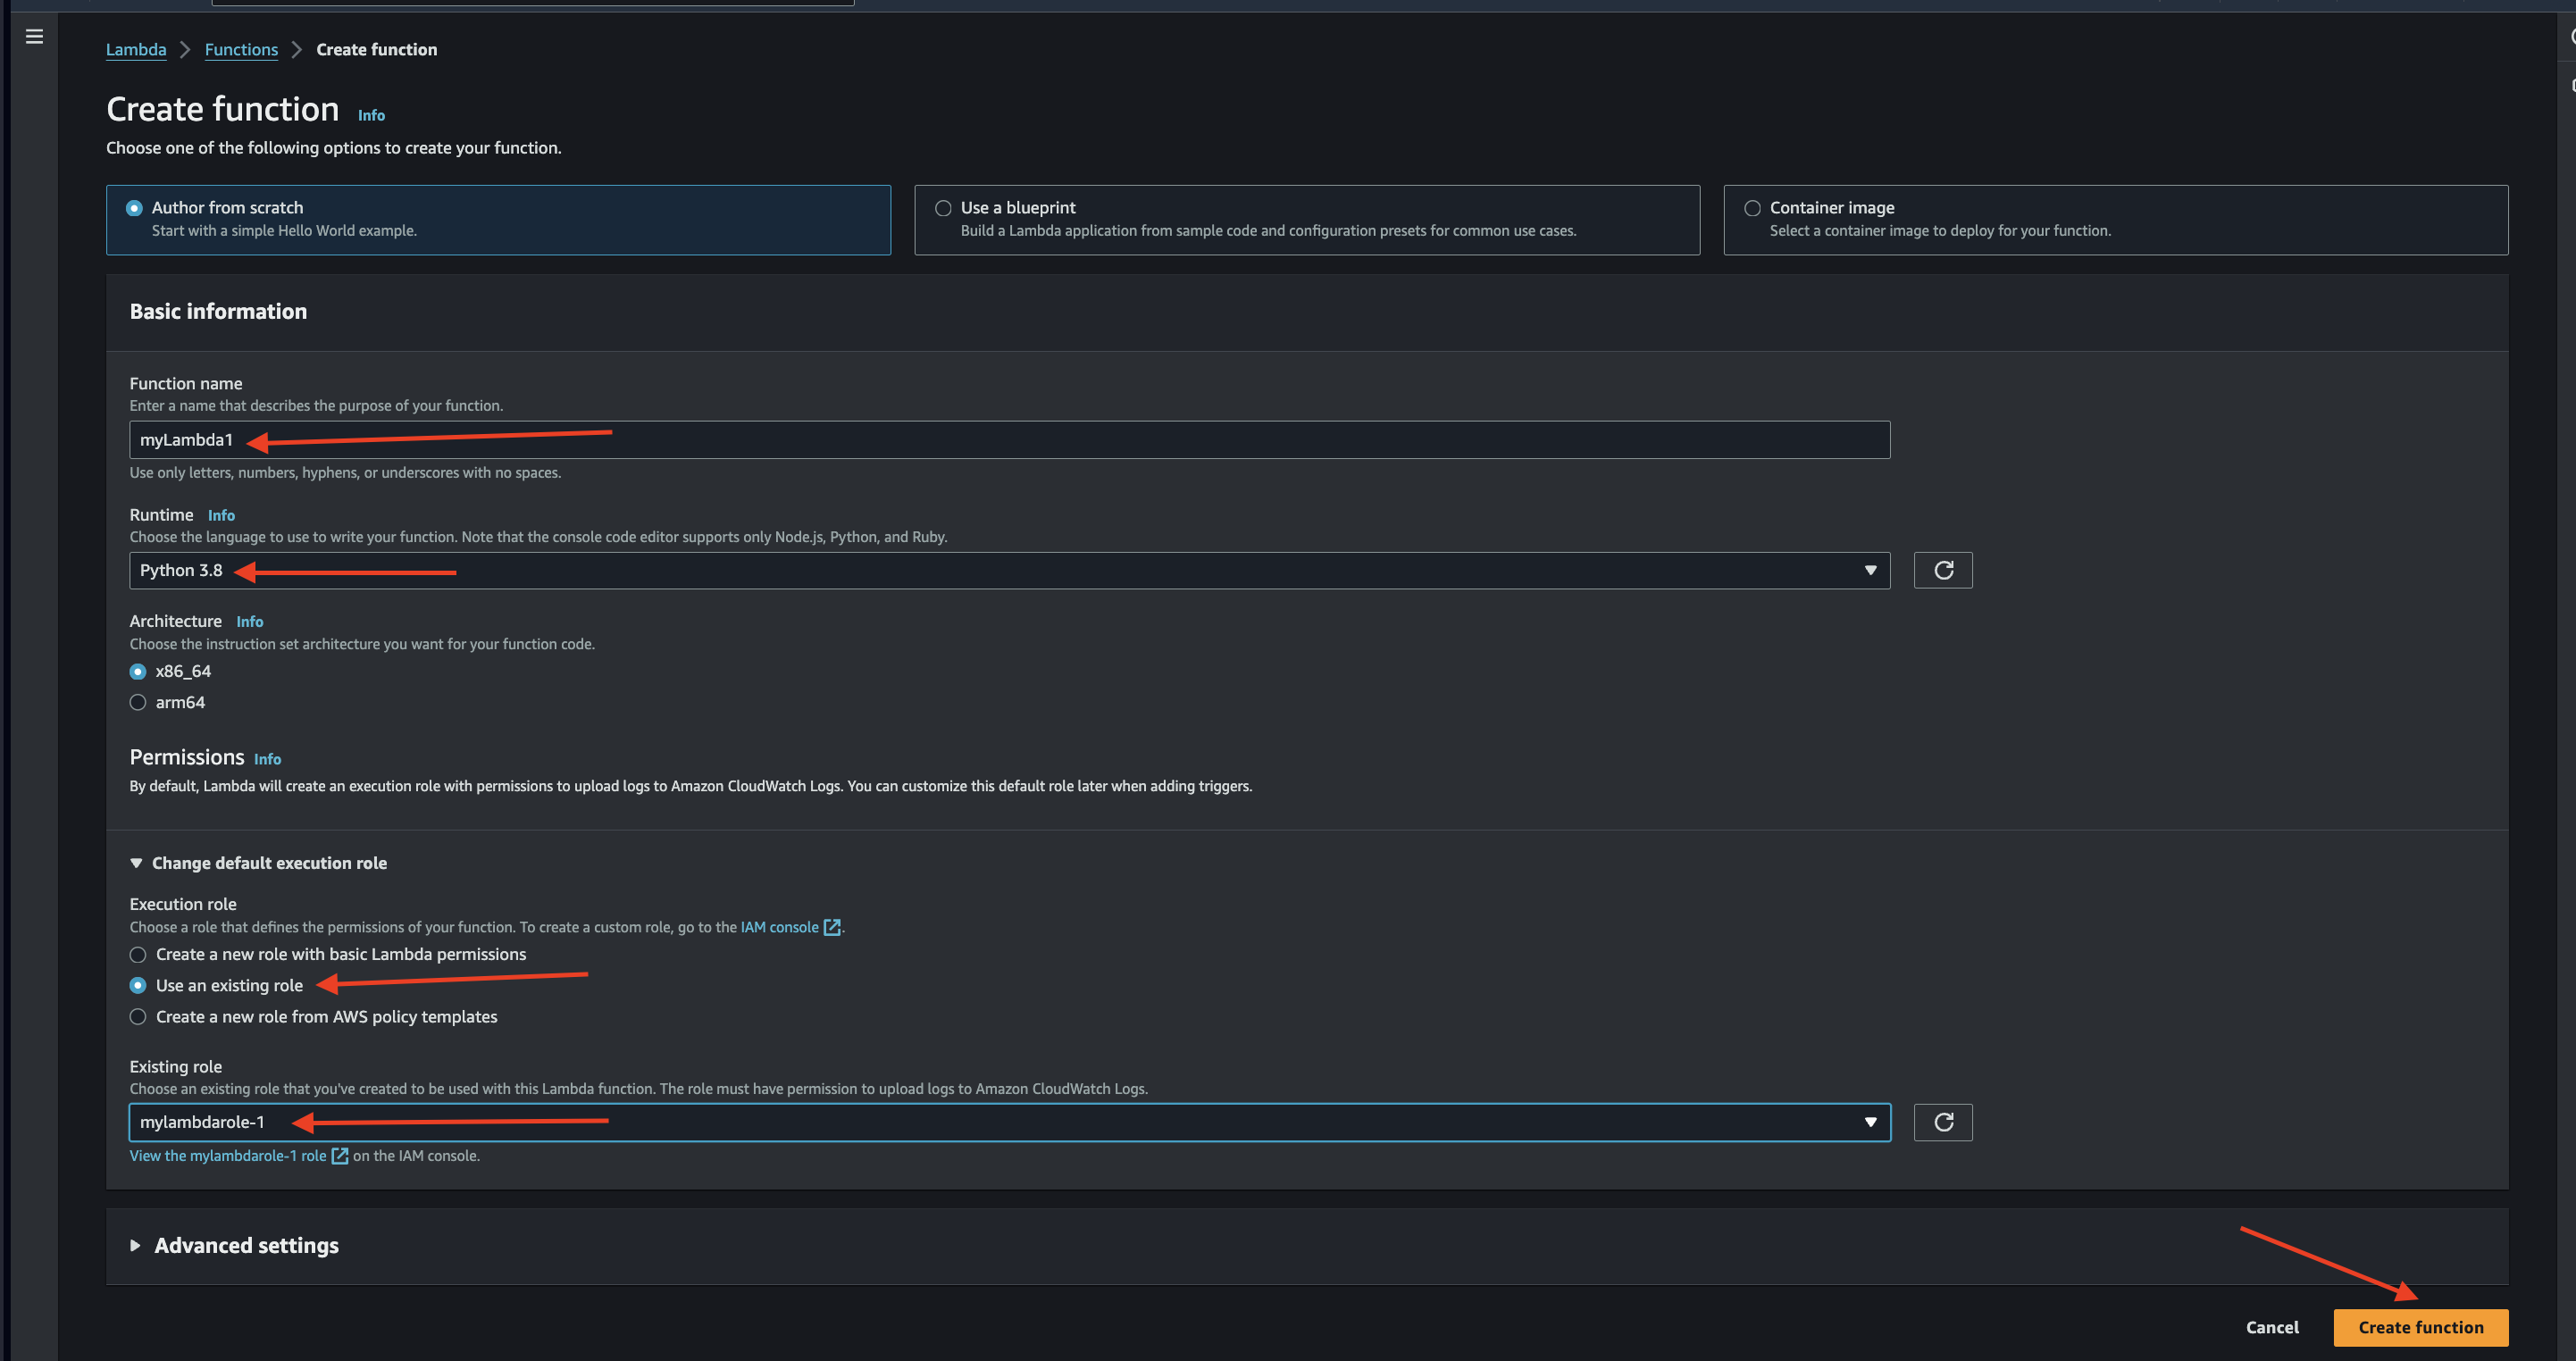 Lambda > Functions > Create function
Create function Info
Choose one of the following options to create your function.
Author from scratch
Start with a simple Hello World example.
Use a blueprint
Build a Lambda application from sample code and configuration presets for common use cases.
Container image
Select a container image to deploy for your function.
Basic information
Function name
Enter a name that describes the purpose of your function.
myLambda1
Use only letters, numbers, hyphens, or underscores with no spaces.
Runtime Info
Choose the language to use to write your function. Note that the console code editor supports only Node.js, Python, and Ruby.
Python 3.8
Architecture Info
Choose the instruction set architecture you want for your function code.
x86_64
arm64
Permissions Info
By default, Lambda will create an execution role with permissions to upload logs to Amazon CloudWatch Logs. You can customize this default role later when adding triggers.
Change default execution role
Execution role
Choose a role that defines the permissions of your function. To create a custom role, go to the IAM console.
Create a new role with basic Lambda permissions
Use an existing role
Create a new role from AWS policy templates
Existing role
Choose an existing role that you've created to be used with this Lambda function. The role must have permission to upload logs to Amazon CloudWatch Logs.
mylambdarole-1
View the mylambdarole-1 role on the IAM console.
Advanced settings
Cancel
Create function